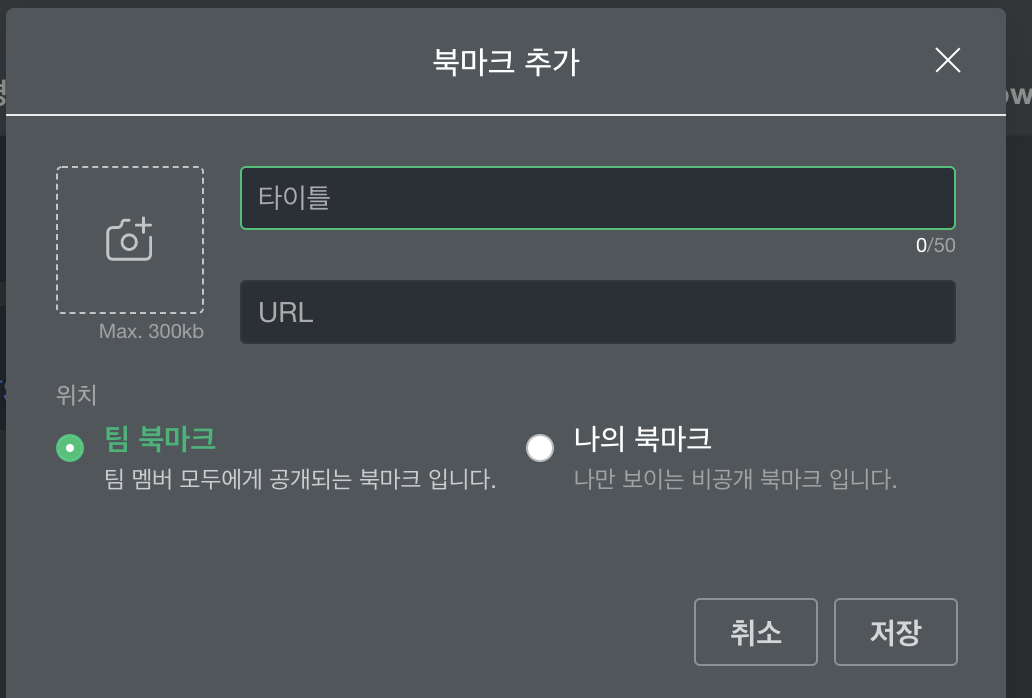 북마크 추가
타이틀
0/50
URL
Max. 300kb
위치
팀 북마크
팀 멤버 모두에게 공개되는 북마크 입니다.
나의 북마크
나만 보이는 비공개 북마크 입니다.
취소
저장